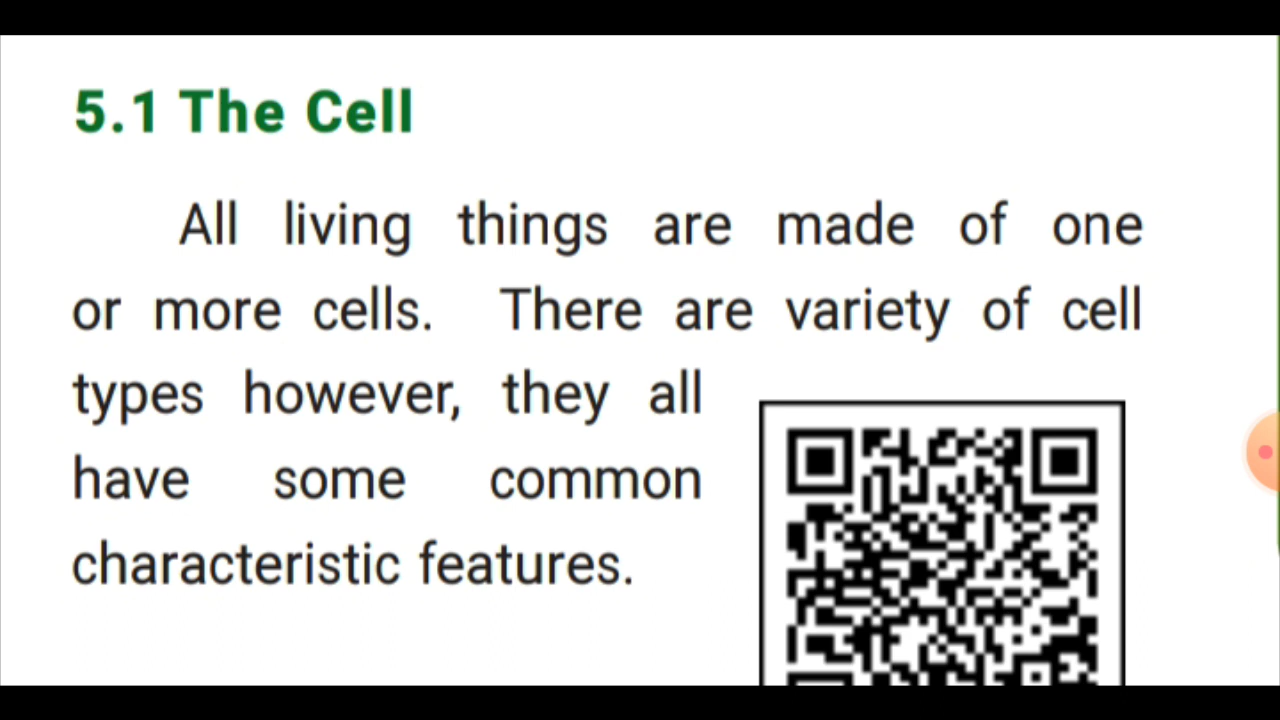 5.1 The Cell
All living things are made of one
or more cells. There are variety of cell
types however, they all
have some common
characteristic features.